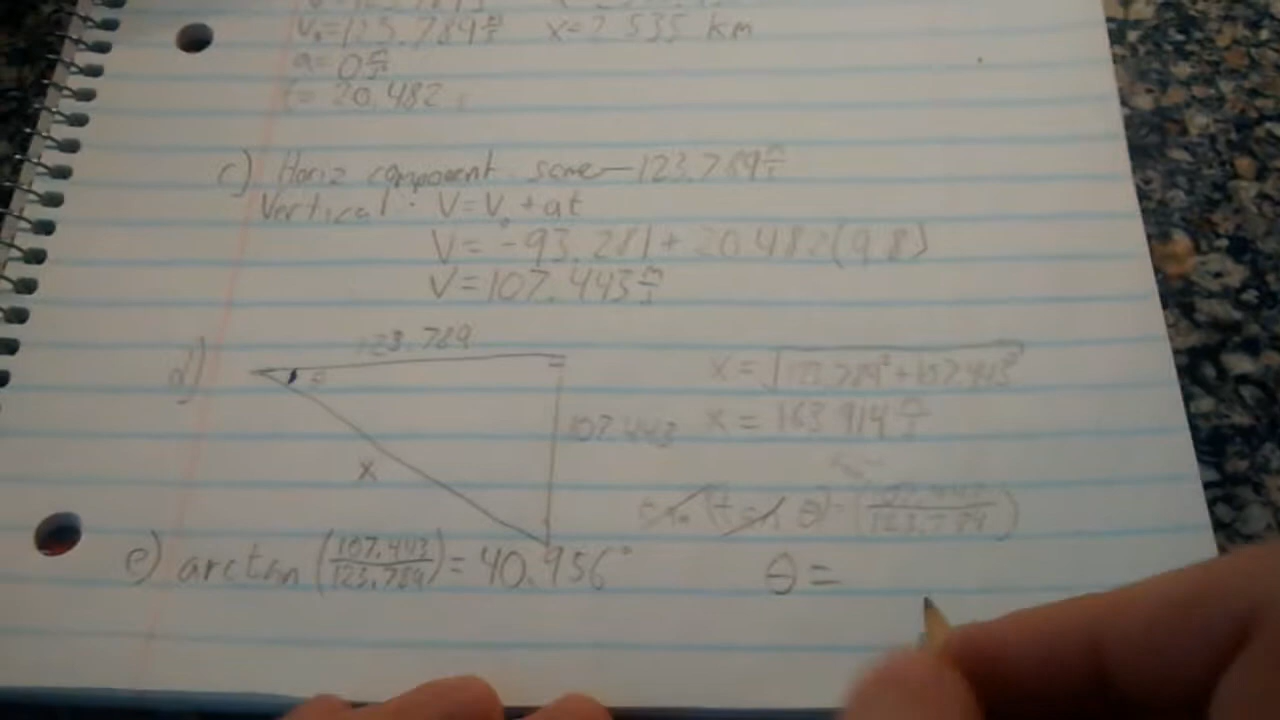 V₀=123.789 m/s x=2.535 km
a= 0 m/s
t= 20.482
c) Horiz component same—123.789 m/s
Vertical: V=V₀+at
V= -93.281+20.482(9.8)
V=107.443 m/s
d) 123.789
θ
x=√123.789²+107.443²
107.443 x= 163.914 m/s
x
(tan θ)=(107.443/123.789)
e) arctan (107.443/123.789)= 40.956° θ=